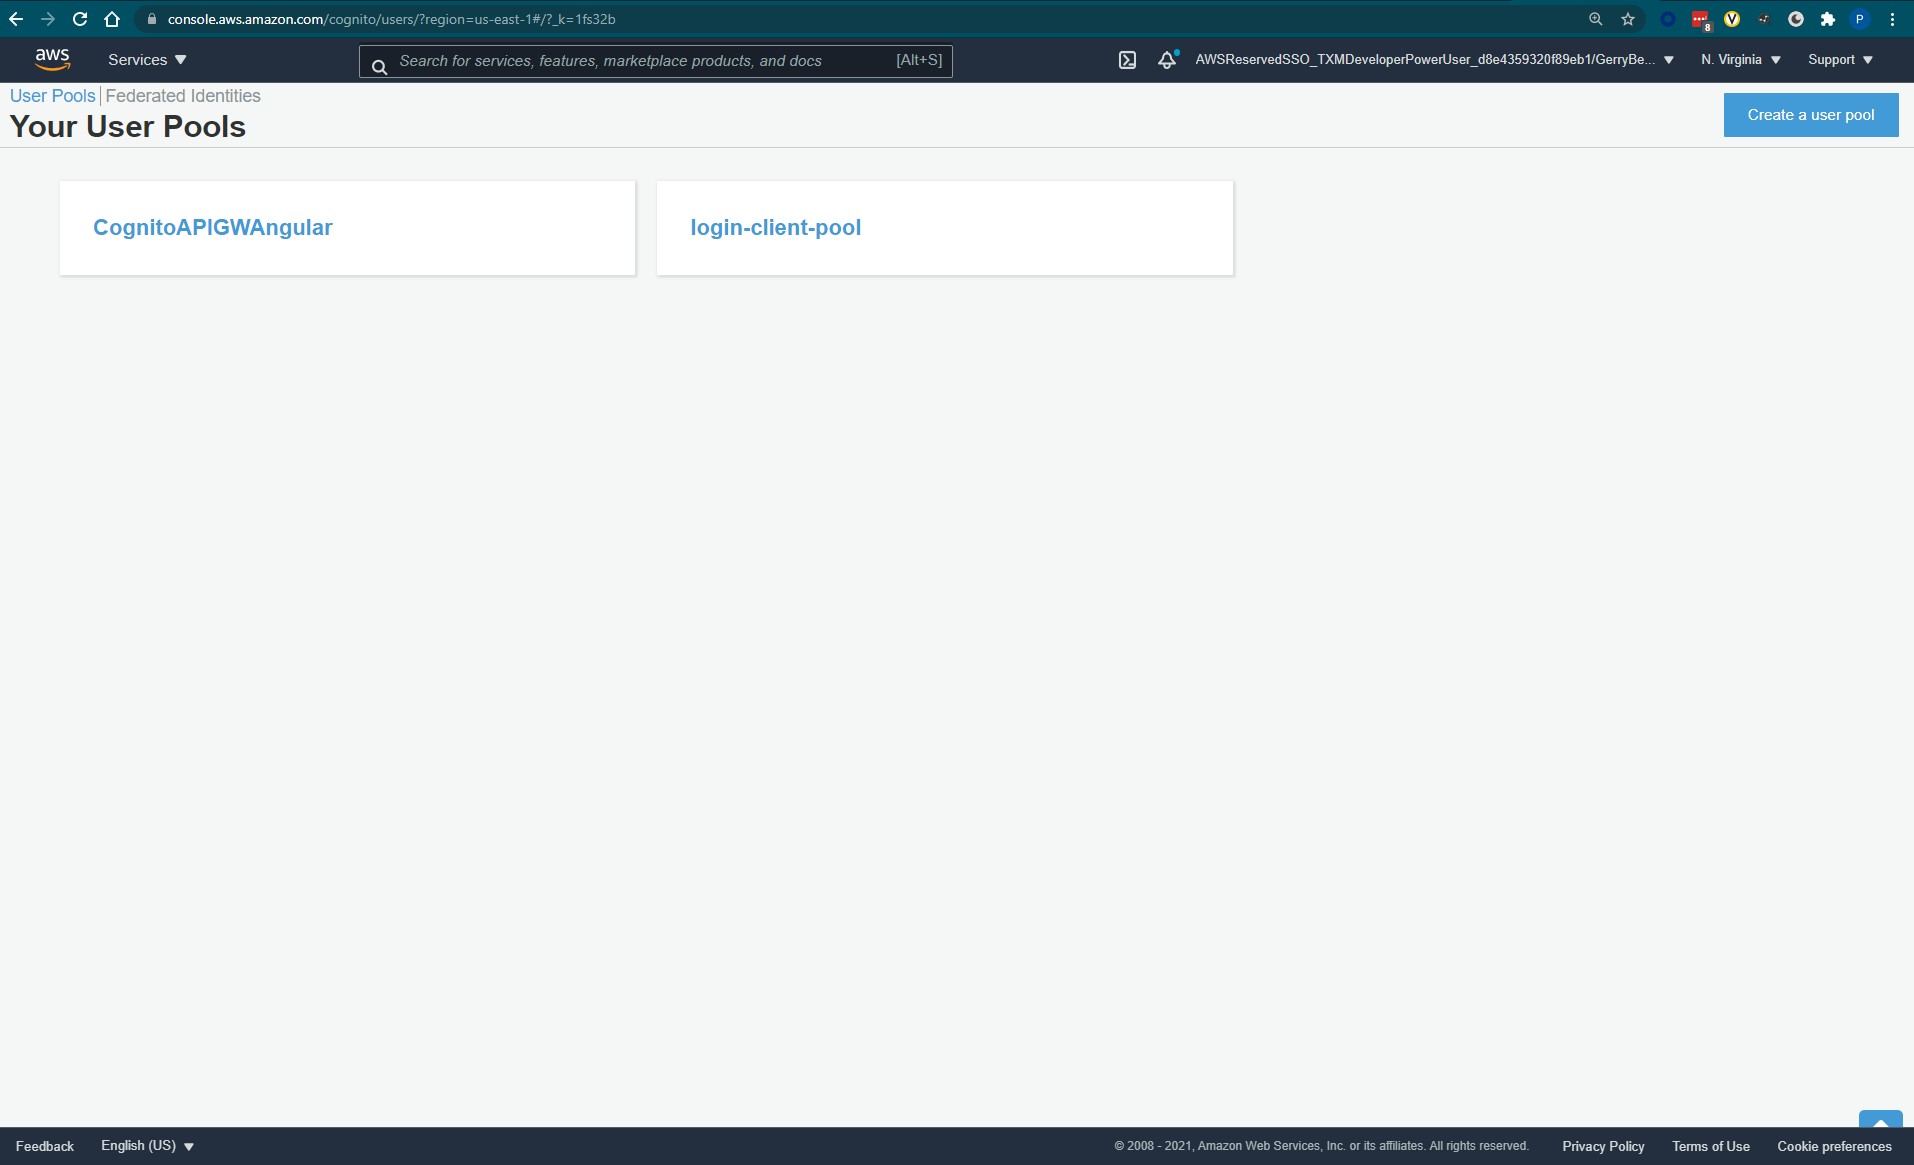 console.aws.amazon.com/cognito/users/?region=us-east-1#/?_k=1fs32b
8
P
aws
Services
Search for services, features, marketplace products, and docs
[Alt+S]
AWSReservedSSO_TXMDeveloperPowerUser_d8e4359320f89eb1/GerryBe...
N. Virginia
Support
User Pools
Federated Identities
Your User Pools
Create a user pool
CognitoAPIGWAngular
login-client-pool
Feedback
English (US)
© 2008 - 2021, Amazon Web Services, Inc. or its affiliates. All rights reserved.
Privacy Policy
Terms of Use
Cookie preferences